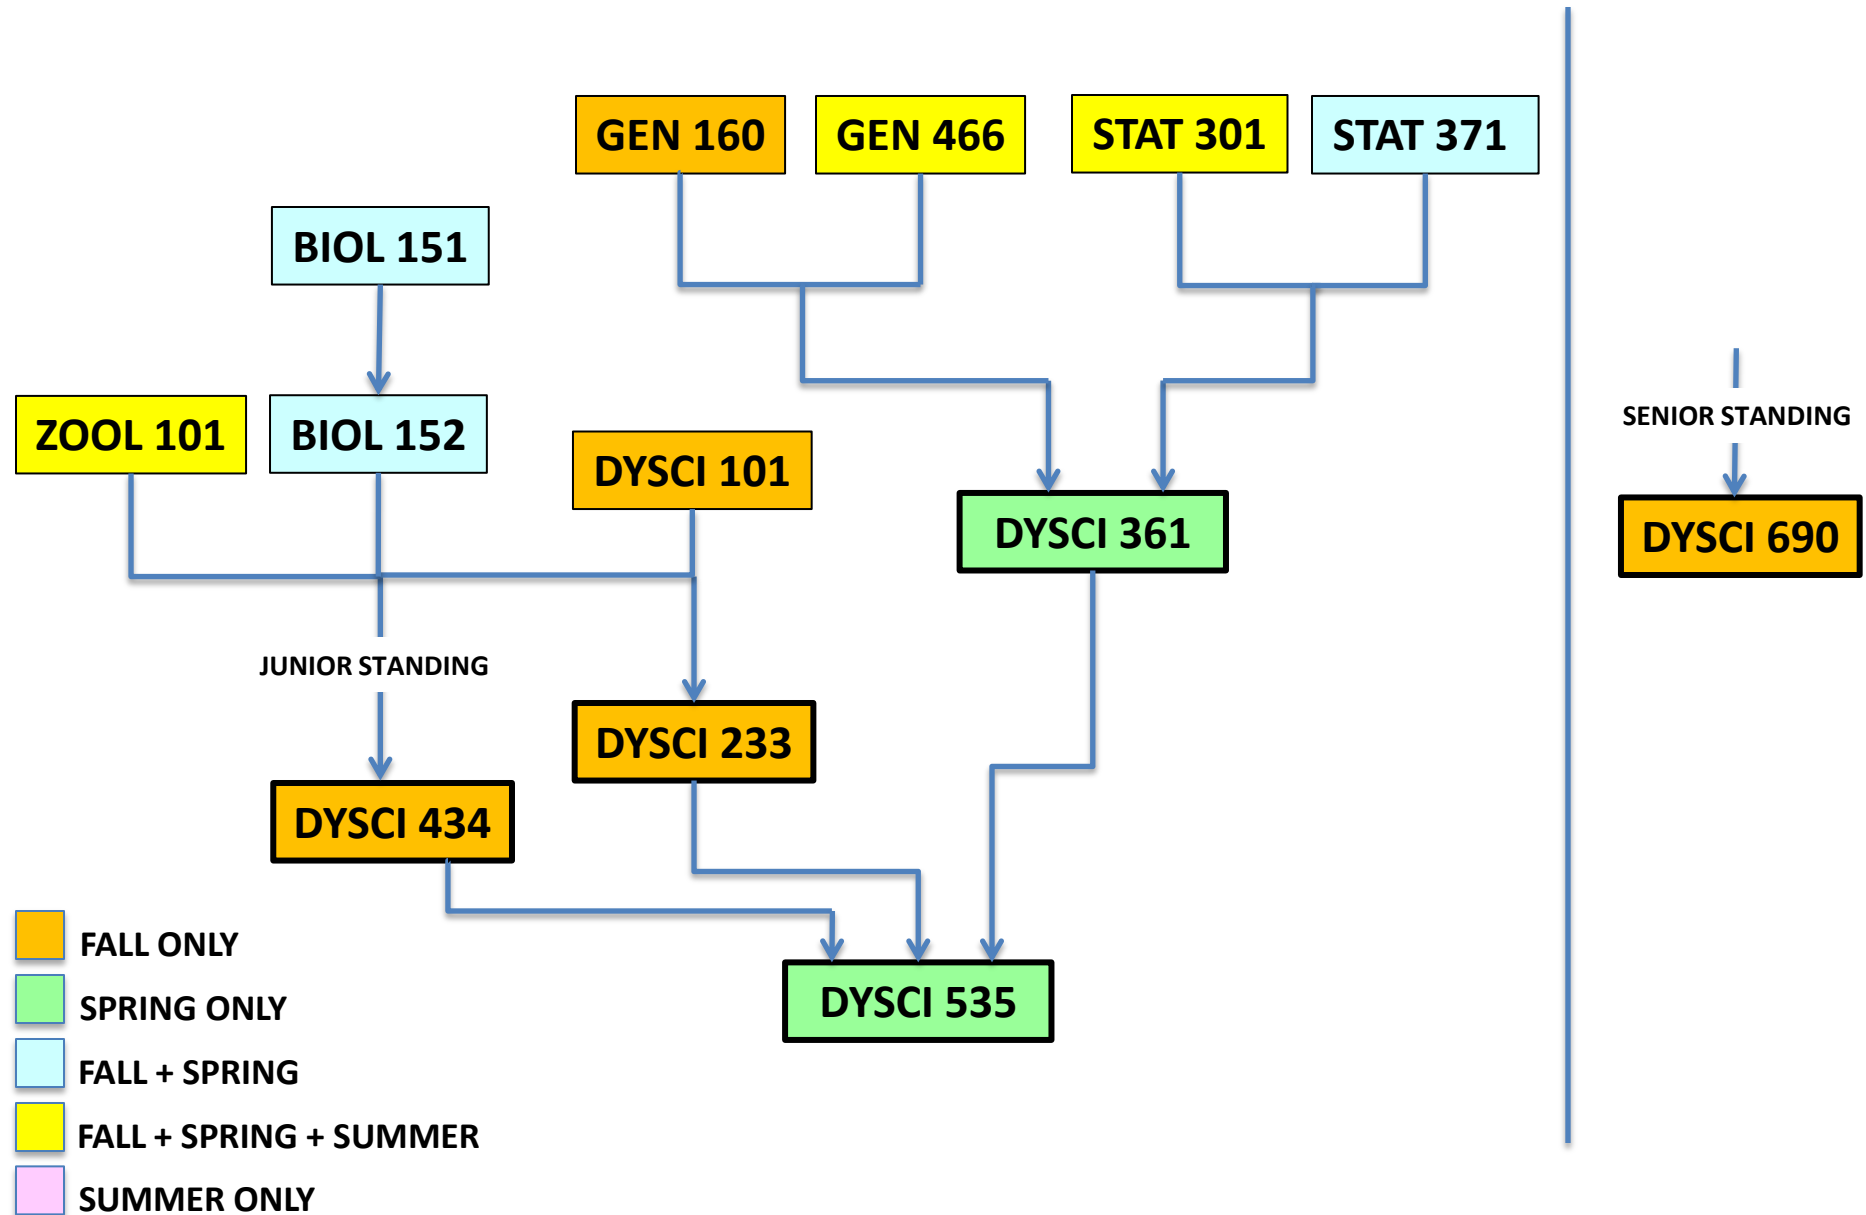 GEN 160
GEN 466
STAT 301
STAT 371
BIOL 151
ZOOL 101
BIOL 152
DYSCI 101
SENIOR STANDING
DYSCI 361
DYSCI 690
JUNIOR STANDING
DYSCI 233
DYSCI 434
DYSCI 535
FALL ONLY
SPRING ONLY
FALL + SPRING
FALL + SPRING + SUMMER
SUMMER ONLY